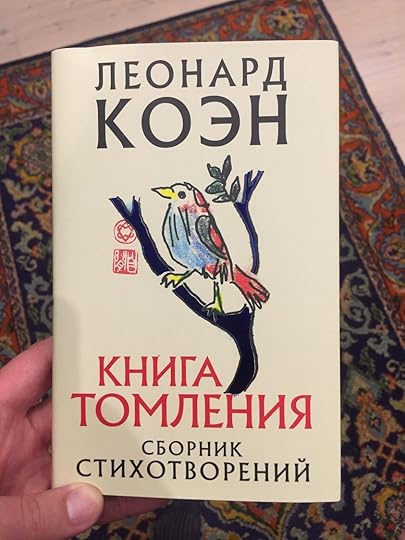 ЛЕОНАРД
КОЭН
КНИГА
ТОМЛЕНИЯ
СБОРНИК
СТИХОТВОРЕНИЙ